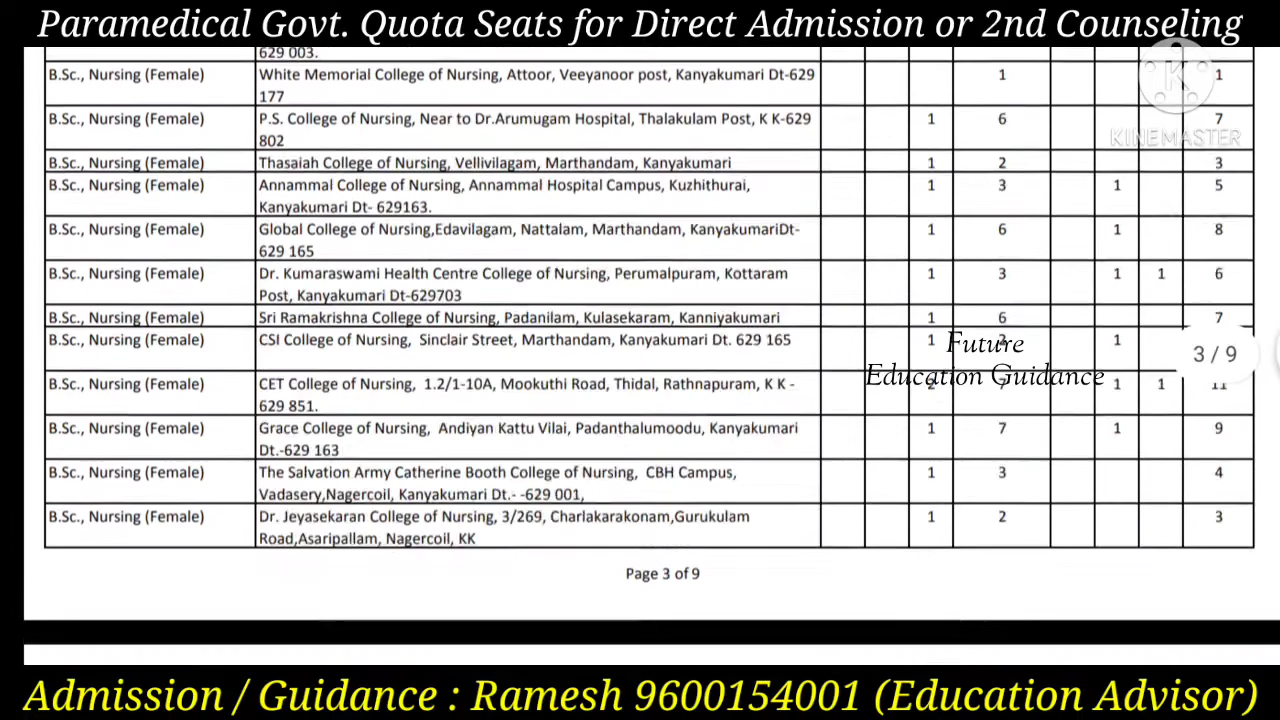 Paramedical Govt. Quota Seats for Direct Admission or 2nd Counseling
629 003.
B.Sc., Nursing (Female) White Memorial College of Nursing, Attoor, Veeyanoor post, Kanyakumari Dt-629 1 1
177
B.Sc., Nursing (Female) P.S. College of Nursing, Near to Dr.Arumugam Hospital, Thalakulam Post, K K-629 1 6 7
802
KINEMASTER
B.Sc., Nursing (Female) Thasaiah College of Nursing, Vellivilagam, Marthandam, Kanyakumari 1 2 3
B.Sc., Nursing (Female) Annammal College of Nursing, Annammal Hospital Campus, Kuzhithurai, 1 3 1 5
Kanyakumari Dt- 629163.
B.Sc., Nursing (Female) Global College of Nursing,Edavilagam, Nattalam, Marthandam, KanyakumariDt- 1 6 1 8
629 165
B.Sc., Nursing (Female) Dr. Kumaraswami Health Centre College of Nursing, Perumalpuram, Kottaram 1 3 1 1 6
Post, Kanyakumari Dt-629703
B.Sc., Nursing (Female) Sri Ramakrishna College of Nursing, Padanilam, Kulasekaram, Kanniyakumari 1 6 7
B.Sc., Nursing (Female) CSI College of Nursing, Sinclair Street, Marthandam, Kanyakumari Dt. 629 165 1 1
Future
3 / 9
Education Guidance
B.Sc., Nursing (Female) CET College of Nursing, 1.2/1-10A, Mookuthi Road, Thidal, Rathnapuram, K K - 2 7 1 1 11
629 851.
B.Sc., Nursing (Female) Grace College of Nursing, Andiyan Kattu Vilai, Padanthalumoodu, Kanyakumari 1 7 1 9
Dt.-629 163
B.Sc., Nursing (Female) The Salvation Army Catherine Booth College of Nursing, CBH Campus, 1 3 4
Vadasery,Nagercoil, Kanyakumari Dt.- -629 001,
B.Sc., Nursing (Female) Dr. Jeyasekaran College of Nursing, 3/269, Charlakarakonam,Gurukulam 1 2 3
Road,Asaripallam, Nagercoil, KK
Page 3 of 9
Admission / Guidance : Ramesh 9600154001 (Education Advisor)